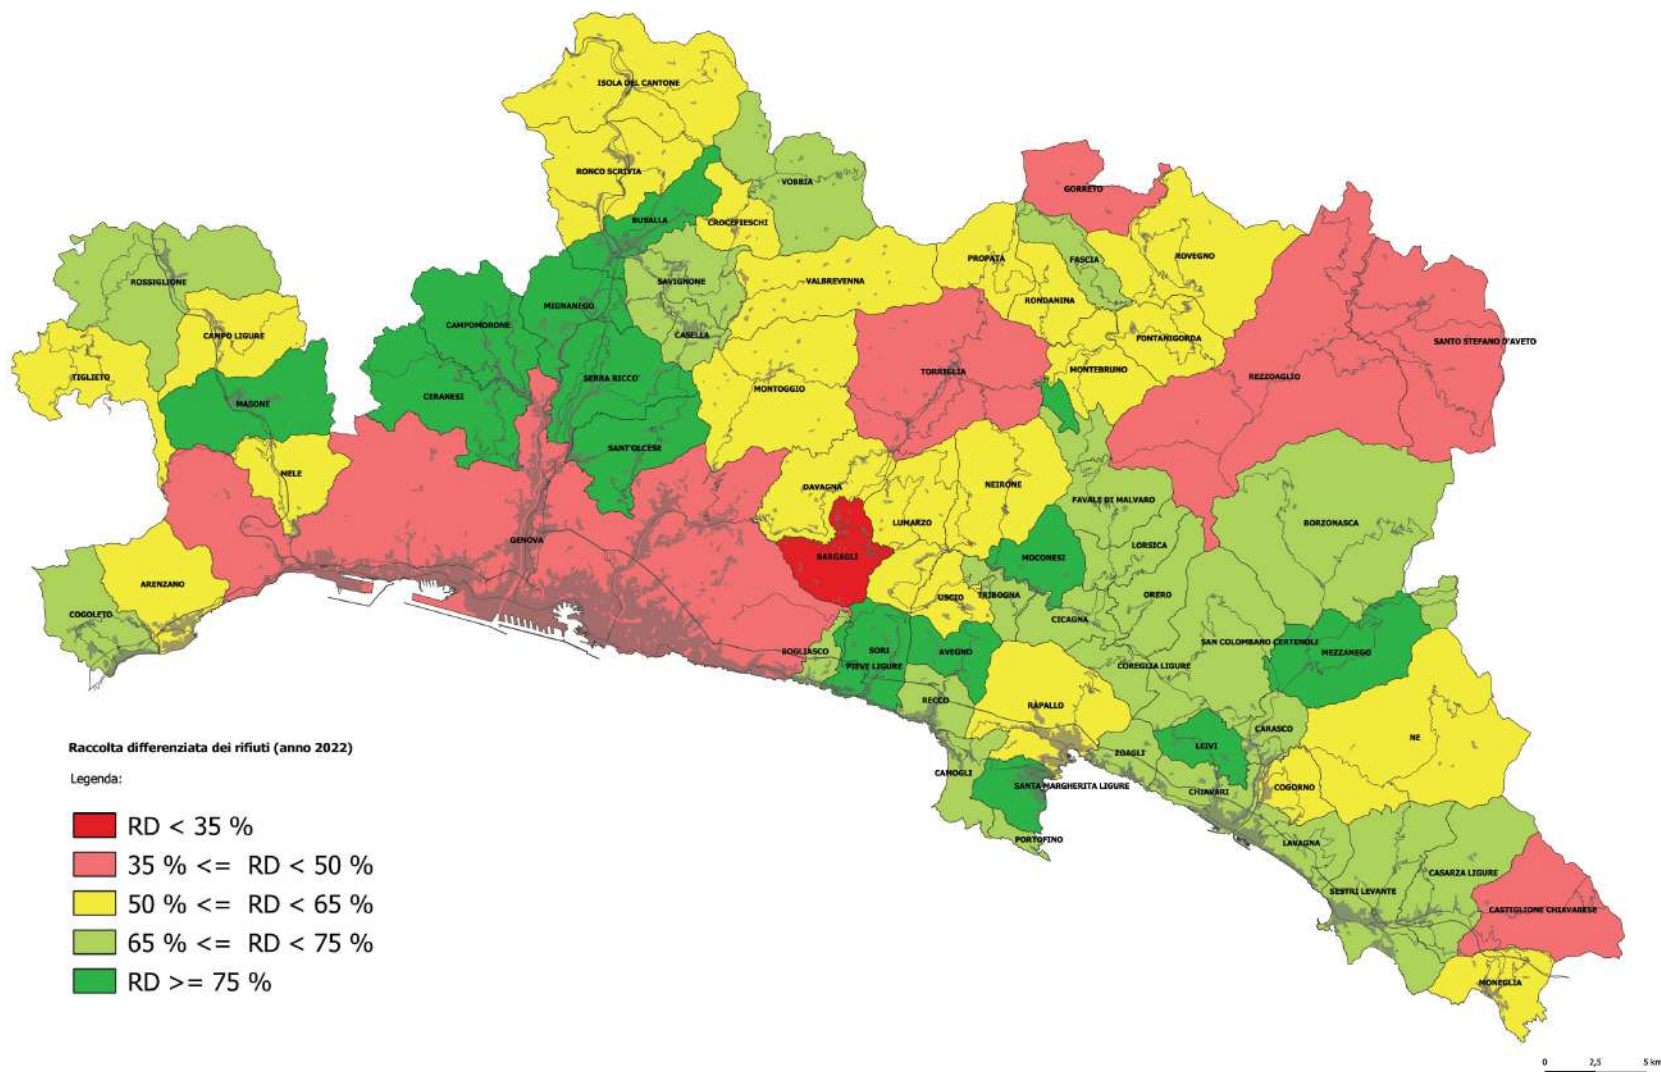 ISOLA DEL CANTONE
RONCO SCRIVIA
VOBBIA
GORRETO
BUSALLA
CROCEFIESCHI
ROVEGNO
PROPATA
FASCIA
ROSSIGLIONE
SAVIGNONE
VALBREVENNA
RONDANINA
MIGNANEGO
CAMPOMORONE
CAMPO LIGURE
CASELLA
FONTANIGORDA
SANTO STEFANO D'AVETO
TIGLIETO
SERRA RICCO'
TORRIGLIA
MONTEBRUNO
REZZOAGLIO
MONTOGGIO
CERANESI
MASONE
SANT'OLCESE
MELE
DAVAGNA
NEIRONE
FAVALE DI MALVARO
LUMARZO
BORZONASCA
GENOVA
LORSICA
BARGAGLI
MOCONESI
ARENZANO
TRIBOGNA
USCIO
ORERO
COGOLETO
CICAGNA
SAN COLOMBANO CERTENOLI
BOGLIASCO
SORI
AVEGNO
MEZZANEGO
PIEVE LIGURE
COREGLIA LIGURE
RECCO
RAPALLO
CARASCO
NE
LEIVI
ZOAGLI
CAMOGLI
SANTA MARGHERITA LIGURE
COGORNO
CHIAVARI
PORTOFINO
LAVAGNA
CASARZA LIGURE
SESTRI LEVANTE
CASTIGLIONE CHIAVARESE
MONEGLIA
Raccolta differenziata dei rifiuti (anno 2022)
Legenda:
RD < 35 %
35 % <= RD < 50 %
50 % <= RD < 65 %
65 % <= RD < 75 %
RD >= 75 %
0 2,5 5 km